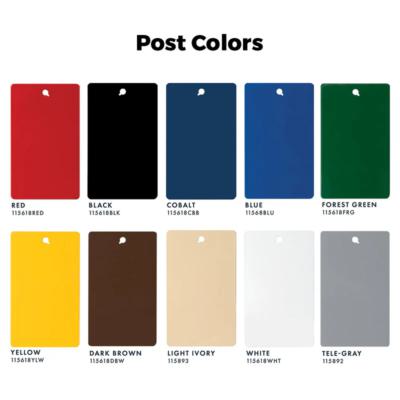 Post Colors
RED
115618RED
BLACK
115618BLK
COBALT
115618CBB
BLUE
11568BLU
FOREST GREEN
115618FRG
YELLOW
115618YLW
DARK BROWN
115618DBW
LIGHT IVORY
115893
WHITE
115618WHT
TELE-GRAY
115892